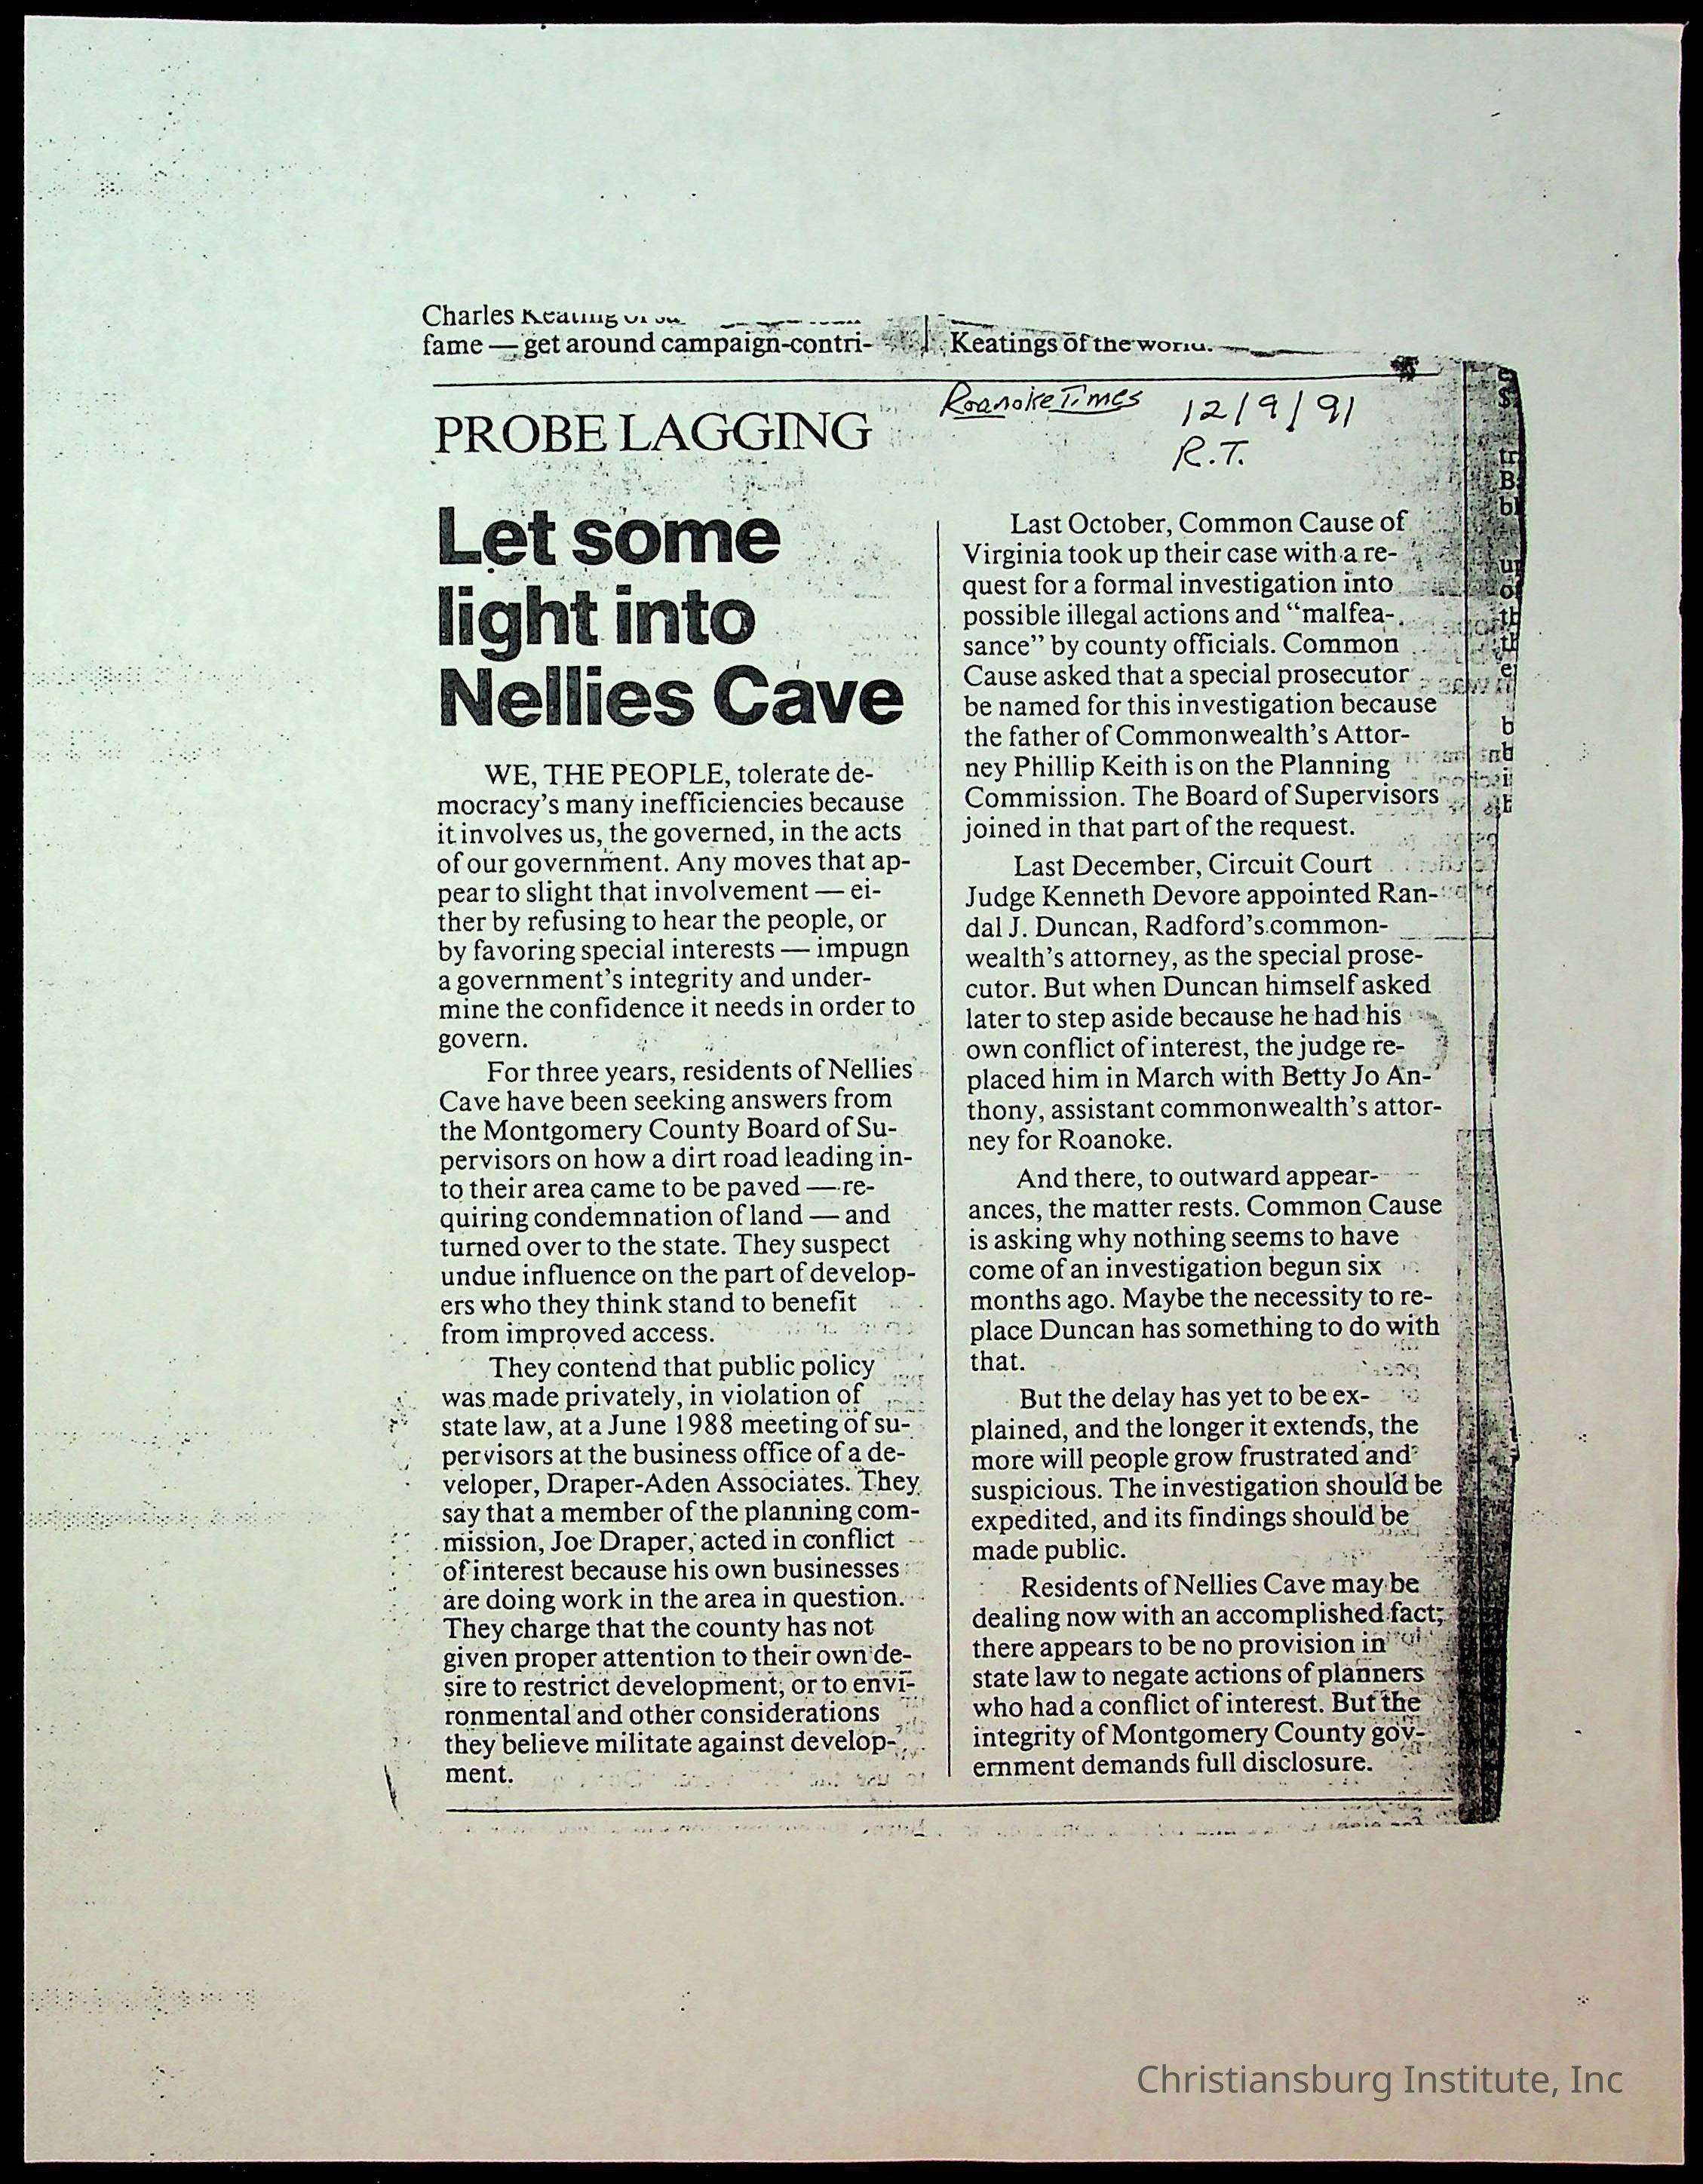 Charles Keating of
fame — get around campaign-contri-
Keatings of the world.
Roanoke Times 12/9/91
R.T.
PROBE LAGGING
Let some
light into
Nellies Cave
WE, THE PEOPLE, tolerate de-
mocracy's many inefficiencies because
it involves us, the governed, in the acts
of our government. Any moves that ap-
pear to slight that involvement — ei-
ther by refusing to hear the people, or
by favoring special interests — impugn
a government's integrity and under-
mine the confidence it needs in order to
govern.
For three years, residents of Nellies
Cave have been seeking answers from
the Montgomery County Board of Su-
pervisors on how a dirt road leading in-
to their area came to be paved — re-
quiring condemnation of land — and
turned over to the state. They suspect
undue influence on the part of develop-
ers who they think stand to benefit
from improved access.
They contend that public policy
was made privately, in violation of
state law, at a June 1988 meeting of su-
pervisors at the business office of a de-
veloper, Draper-Aden Associates. They
say that a member of the planning com-
mission, Joe Draper, acted in conflict
of interest because his own businesses
are doing work in the area in question.
They charge that the county has not
given proper attention to their own de-
sire to restrict development, or to envi-
ronmental and other considerations
they believe militate against develop-
ment.
Last October, Common Cause of
Virginia took up their case with a re-
quest for a formal investigation into
possible illegal actions and “malfea-
sance” by county officials. Common
Cause asked that a special prosecutor
be named for this investigation because
the father of Commonwealth's Attor-
ney Phillip Keith is on the Planning
Commission. The Board of Supervisors
joined in that part of the request.
Last December, Circuit Court
Judge Kenneth Devore appointed Ran-
dal J. Duncan, Radford's common-
wealth's attorney, as the special prose-
cutor. But when Duncan himself asked
later to step aside because he had his
own conflict of interest, the judge re-
placed him in March with Betty Jo An-
thony, assistant commonwealth's attor-
ney for Roanoke.
And there, to outward appear-
ances, the matter rests. Common Cause
is asking why nothing seems to have
come of an investigation begun six
months ago. Maybe the necessity to re-
place Duncan has something to do with
that.
But the delay has yet to be ex-
plained, and the longer it extends, the
more will people grow frustrated and
suspicious. The investigation should be
expedited, and its findings should be
made public.
Residents of Nellies Cave may be
dealing now with an accomplished fact;
there appears to be no provision in
state law to negate actions of planners
who had a conflict of interest. But the
integrity of Montgomery County gov-
ernment demands full disclosure.
Christiansburg Institute, Inc